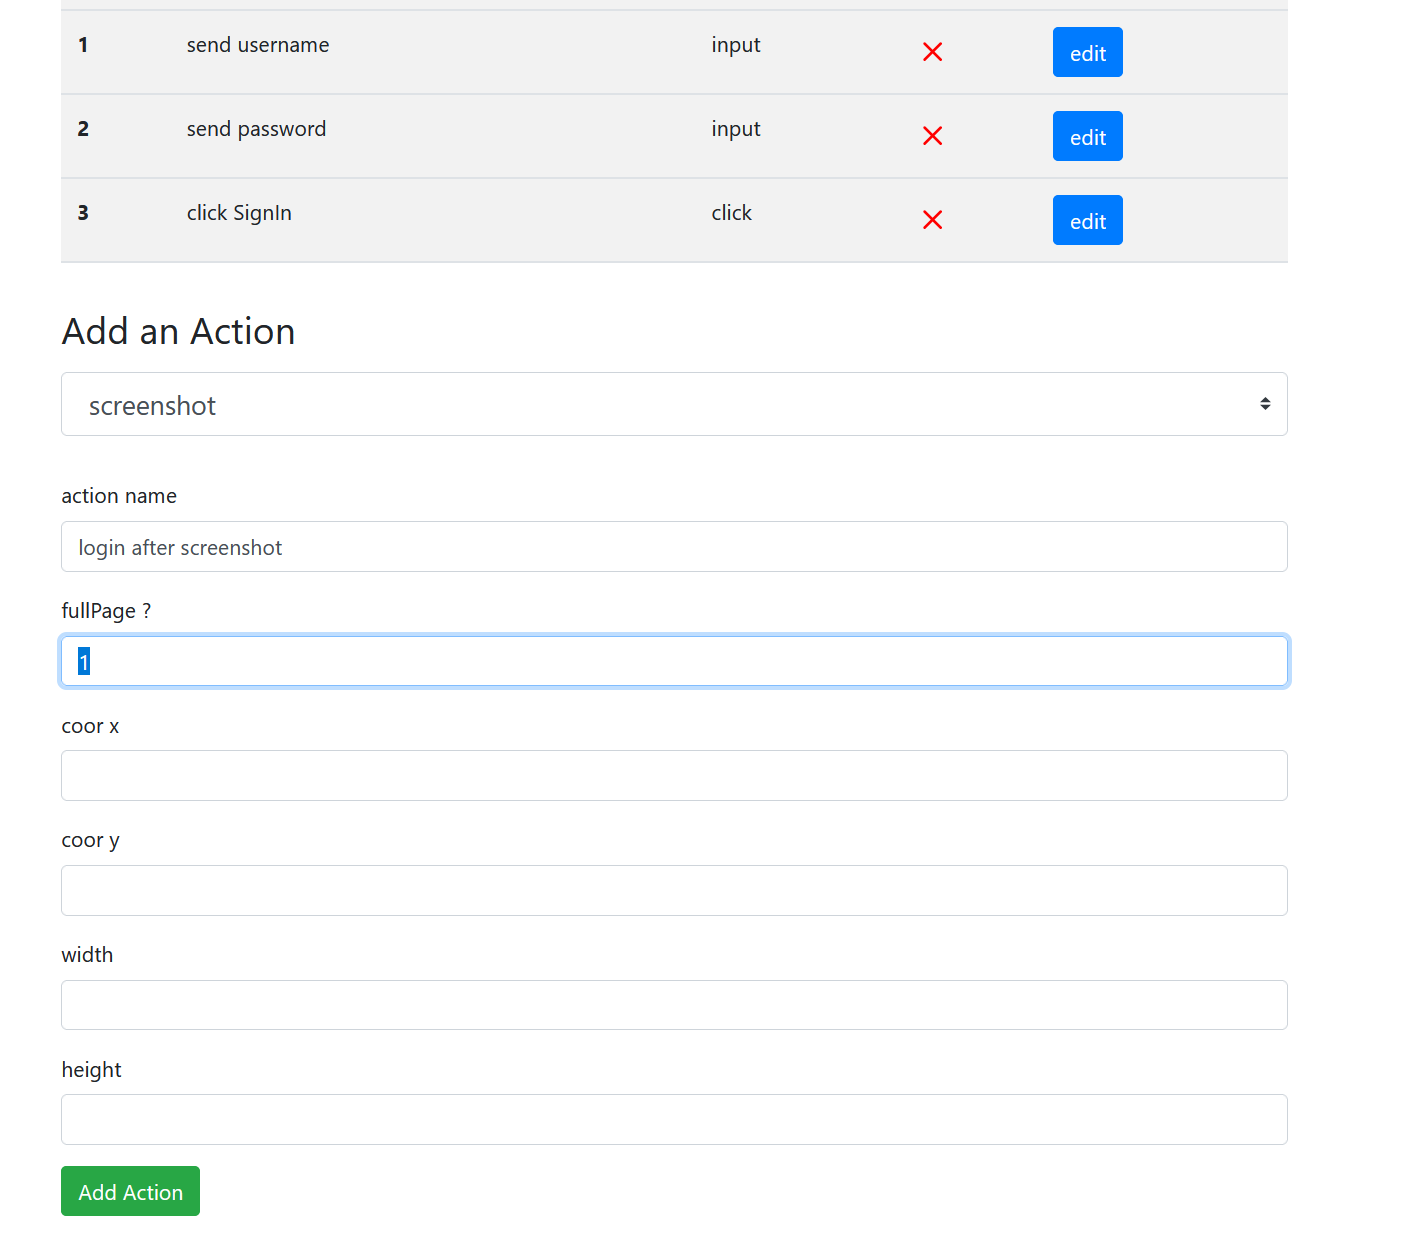 1 send username input edit
2 send password input edit
3 click SignIn click edit
Add an Action
screenshot
action name
login after screenshot
fullPage ?
1
coor x
coor y
width
height
Add Action